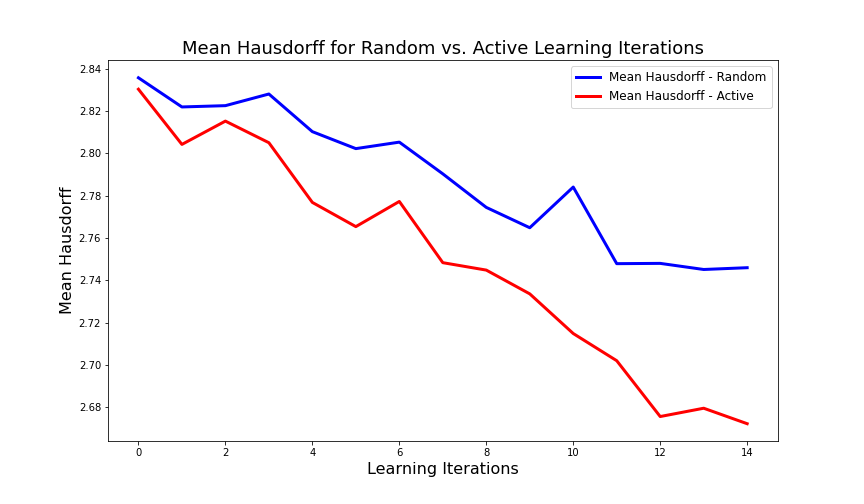 Mean Hausdorff for Random vs. Active Learning Iterations
Mean Hausdorff - Random
Mean Hausdorff - Active
Mean Hausdorff
2.84
2.82
2.80
2.78
2.76
2.74
2.72
2.70
2.68
0 2 4 6 8 10 12 14
Learning Iterations